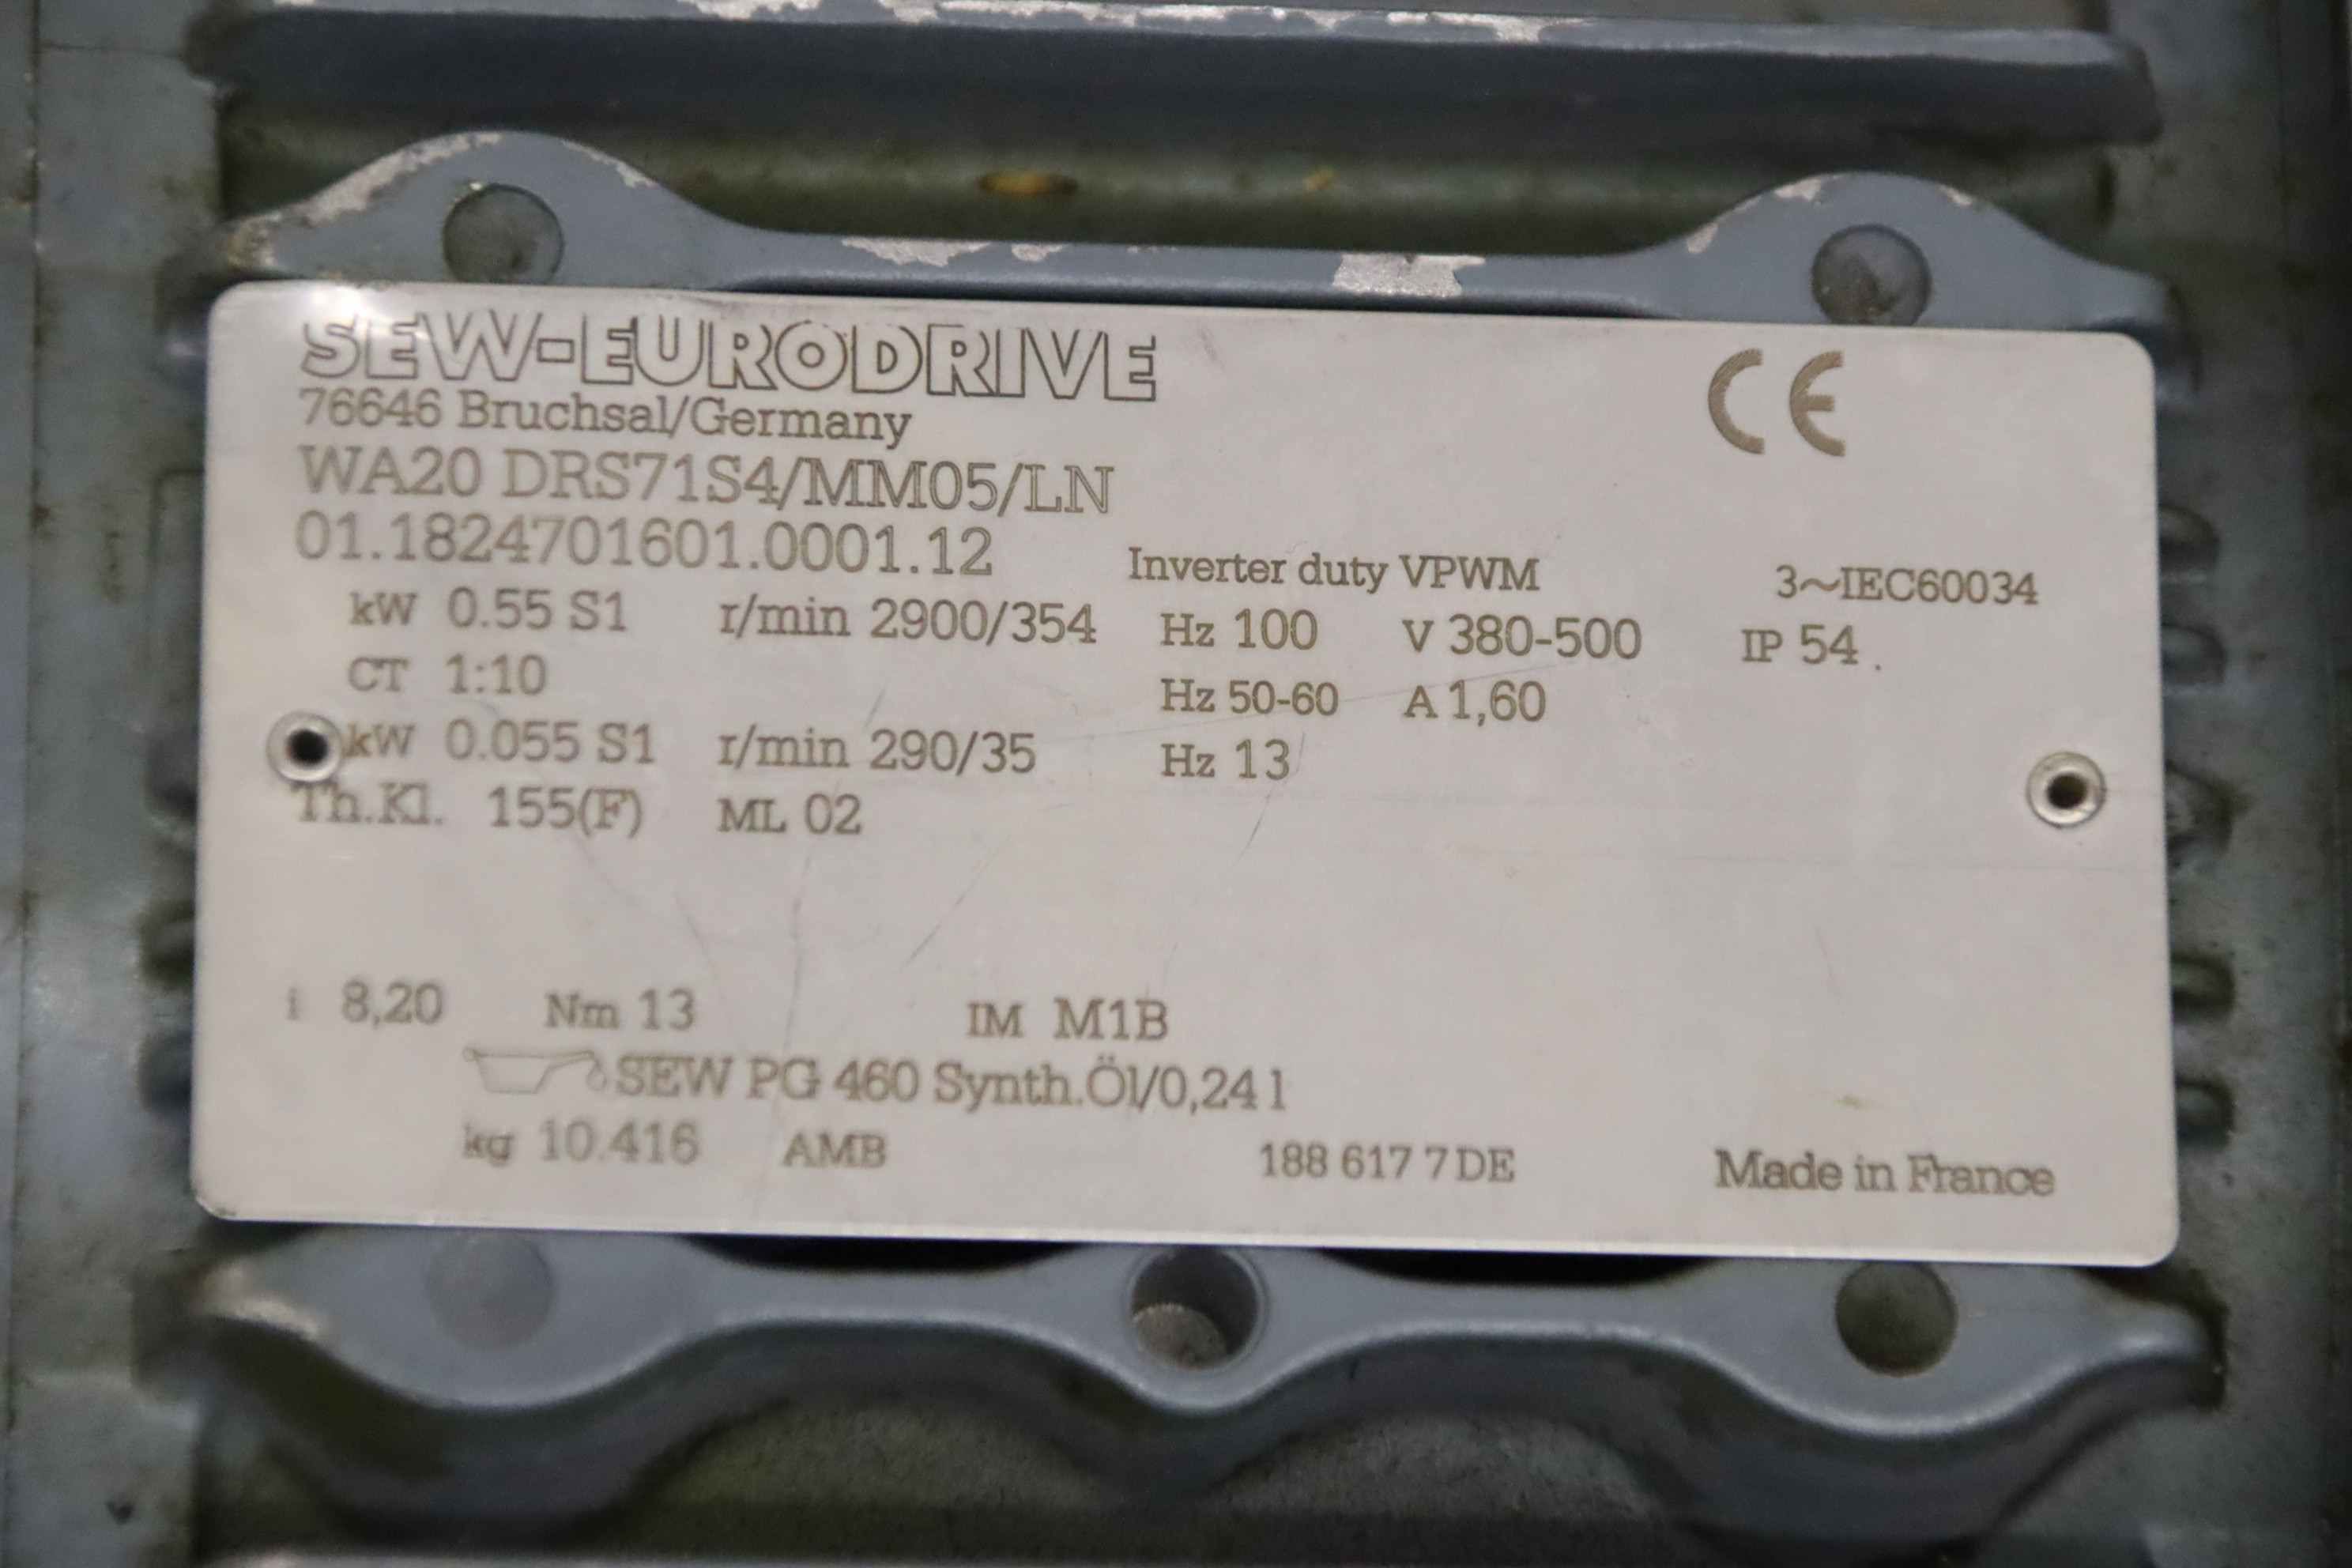 SEW-EURODRIVE
76646 Bruchsal/Germany
CE
WA20 DRS71S4/MM05/LN
01.1824701601.0001.12 Inverter duty VPWM 3~IEC60034
kW 0.55 S1 r/min 2900/354 Hz 100 V 380-500 IP 54
CT 1:10 Hz 50-60 A 1,60
kW 0.055 S1 r/min 290/35 Hz 13
Th.Kl. 155(F) ML 02
i 8,20 Nm 13 IM M1B
SEW PG 460 Synth.Öl/0,24 l
kg 10.416 AMB 188 617 7 DE Made in France